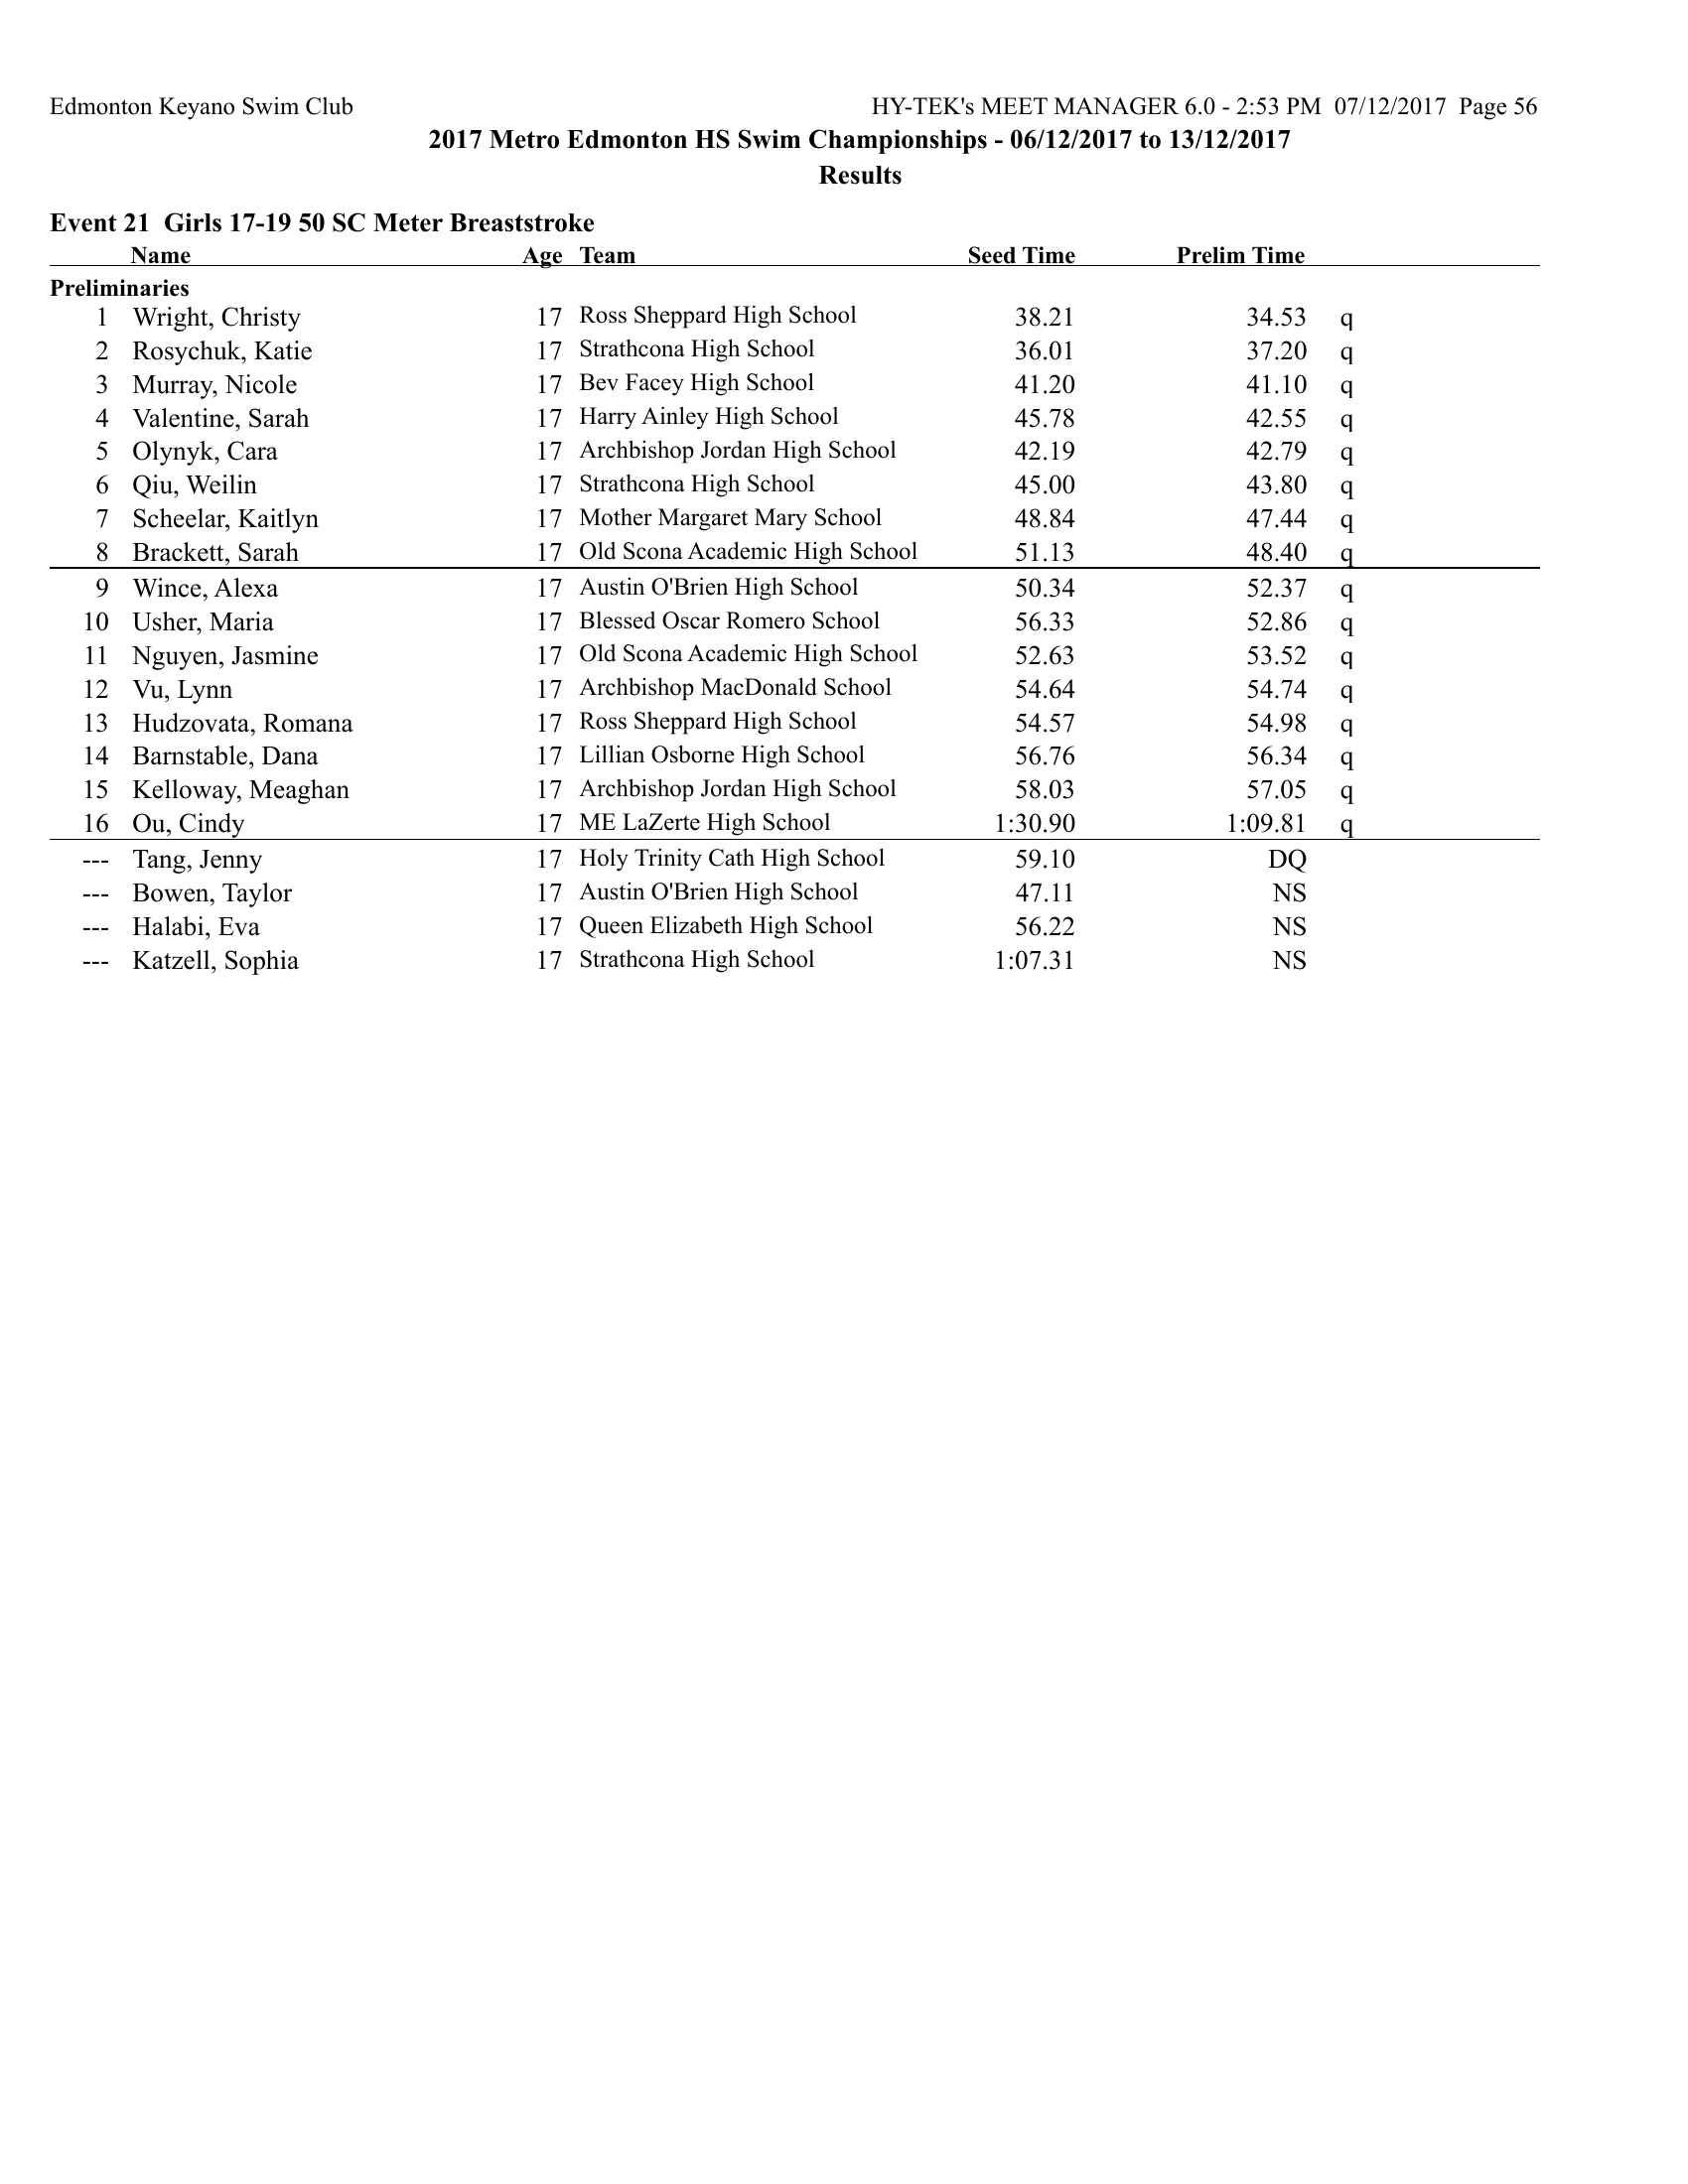 Edmonton Keyano Swim Club HY-TEK's MEET MANAGER 6.0 - 2:53 PM 07/12/2017 Page 56
2017 Metro Edmonton HS Swim Championships - 06/12/2017 to 13/12/2017
Results
Event 21 Girls 17-19 50 SC Meter Breaststroke
Name Age Team Seed Time Prelim Time
Preliminaries
1 Wright, Christy 17 Ross Sheppard High School 38.21 34.53 q
2 Rosychuk, Katie 17 Strathcona High School 36.01 37.20 q
3 Murray, Nicole 17 Bev Facey High School 41.20 41.10 q
4 Valentine, Sarah 17 Harry Ainley High School 45.78 42.55 q
5 Olynyk, Cara 17 Archbishop Jordan High School 42.19 42.79 q
6 Qiu, Weilin 17 Strathcona High School 45.00 43.80 q
7 Scheelar, Kaitlyn 17 Mother Margaret Mary School 48.84 47.44 q
8 Brackett, Sarah 17 Old Scona Academic High School 51.13 48.40 q
9 Wince, Alexa 17 Austin O'Brien High School 50.34 52.37 q
10 Usher, Maria 17 Blessed Oscar Romero School 56.33 52.86 q
11 Nguyen, Jasmine 17 Old Scona Academic High School 52.63 53.52 q
12 Vu, Lynn 17 Archbishop MacDonald School 54.64 54.74 q
13 Hudzovata, Romana 17 Ross Sheppard High School 54.57 54.98 q
14 Barnstable, Dana 17 Lillian Osborne High School 56.76 56.34 q
15 Kelloway, Meaghan 17 Archbishop Jordan High School 58.03 57.05 q
16 Ou, Cindy 17 ME LaZerte High School 1:30.90 1:09.81 q
--- Tang, Jenny 17 Holy Trinity Cath High School 59.10 DQ
--- Bowen, Taylor 17 Austin O'Brien High School 47.11 NS
--- Halabi, Eva 17 Queen Elizabeth High School 56.22 NS
--- Katzell, Sophia 17 Strathcona High School 1:07.31 NS